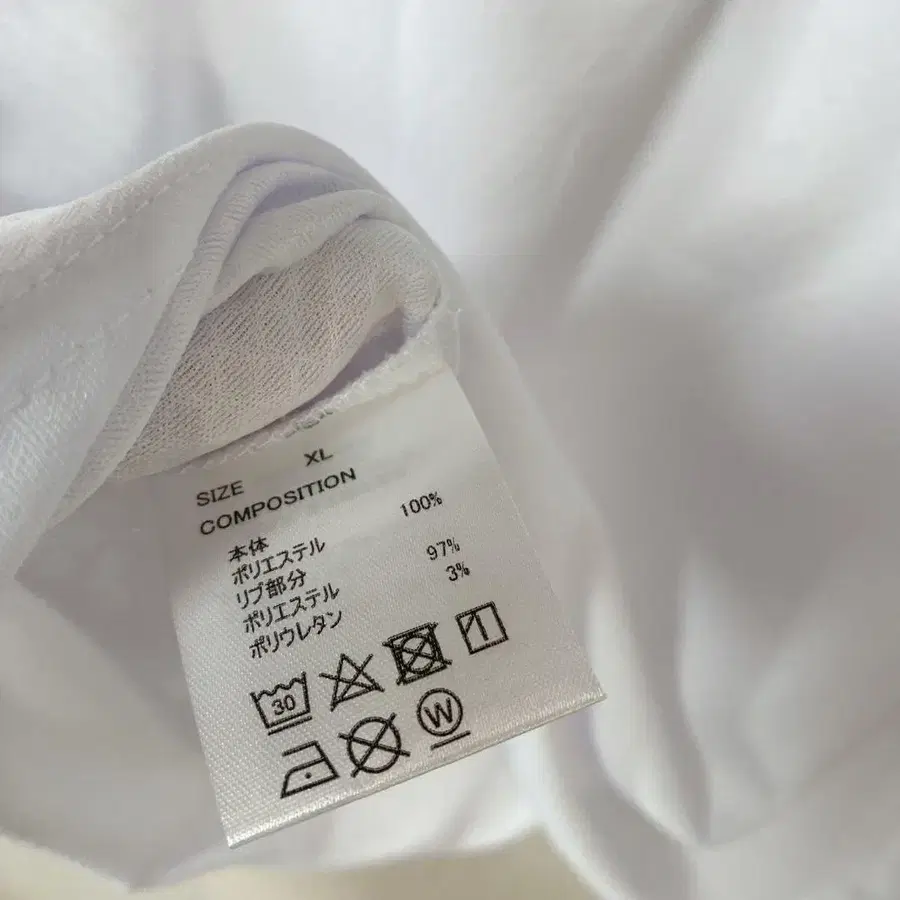 SIZE XL
COMPOSITION
本体
ポリエステル 100%
リブ部分
ポリエステル 97%
ポリウレタン 3%
30
W